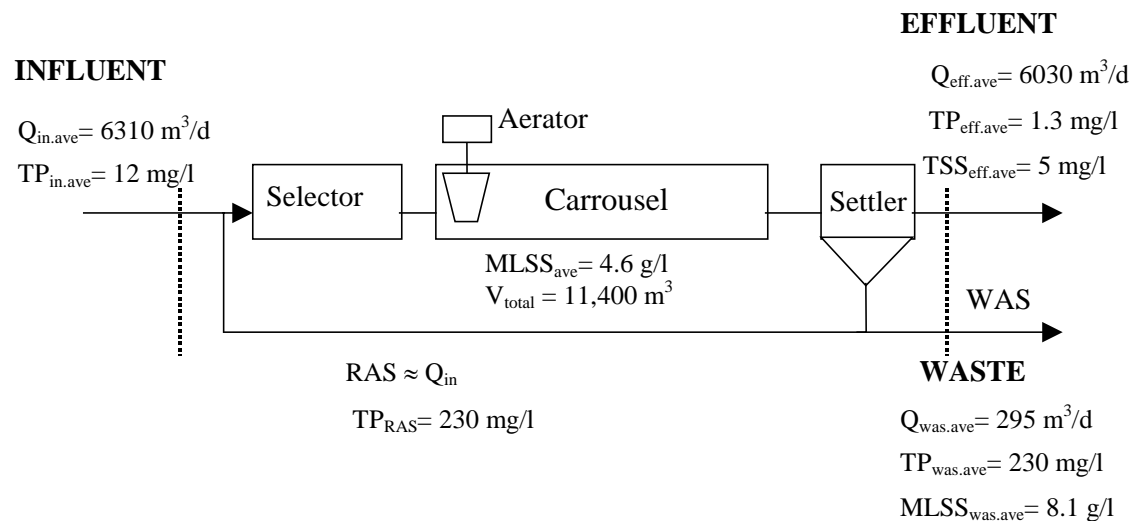 EFFLUENT
INFLUENT
Q_eff.ave= 6030 m³/d
Q_in.ave= 6310 m³/d
Aerator
TP_eff.ave= 1.3 mg/l
TP_in.ave= 12 mg/l
TSS_eff.ave= 5 mg/l
Selector
Carrousel
Settler
MLSS_ave= 4.6 g/l
V_total = 11,400 m³
WAS
RAS ≈ Q_in
WASTE
TP_RAS= 230 mg/l
Q_was.ave= 295 m³/d
TP_was.ave= 230 mg/l
MLSS_was.ave= 8.1 g/l